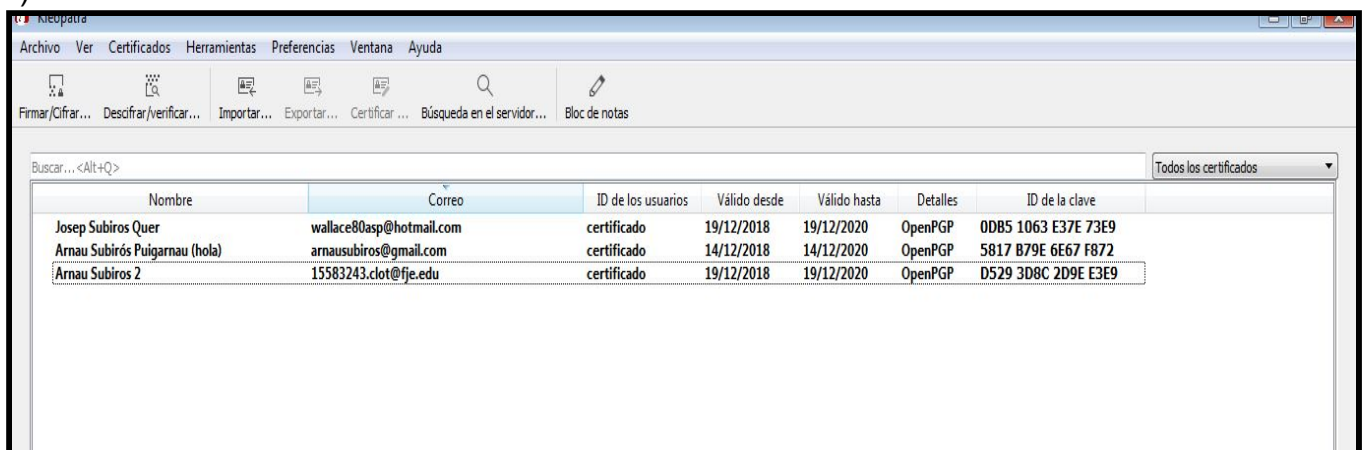 Kleopatra
Archivo Ver Certificados Herramientas Preferencias Ventana Ayuda
Firmar/Cifrar... Descifrar/verificar... Importar... Exportar... Certificar ... Búsqueda en el servidor... Bloc de notas
Buscar...<Alt+Q> Todos los certificados
Nombre Correo ID de los usuarios Válido desde Válido hasta Detalles ID de la clave
Josep Subiros Quer wallace80asp@hotmail.com certificado 19/12/2018 19/12/2020 OpenPGP 0DB5 1063 E37E 73E9
Arnau Subirós Puigarnau (hola) arnausubiros@gmail.com certificado 14/12/2018 14/12/2020 OpenPGP 5817 B79E 6E67 F872
Arnau Subiros 2 15583243.clot@fje.edu certificado 19/12/2018 19/12/2020 OpenPGP D529 3D8C 2D9E E3E9